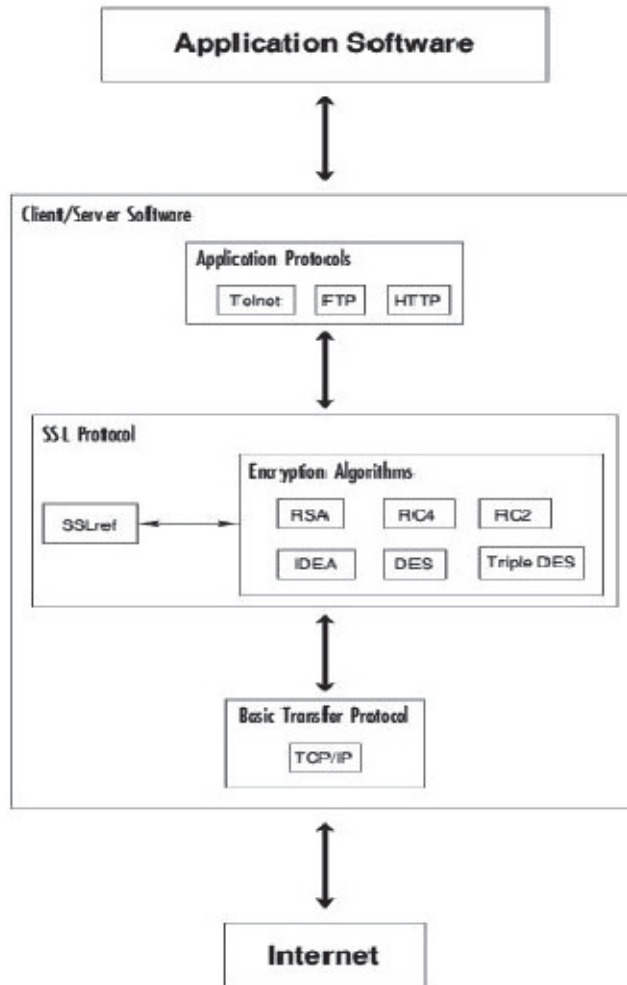 Application Software
Client/Server Software
Application Protocols
Telnet FTP HTTP
SSL Protocol
Encryption Algorithms
SSLref
RSA RC4 RC2
IDEA DES Triple DES
Basic Transfer Protocol
TCP/IP
Internet